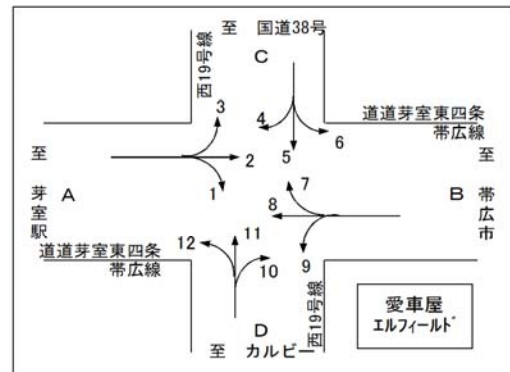 至 国道38号
C
西19号線
3
4
5
6
道道芽室東四条
帯広線
至
芽室駅
A
2
1
7
8
B
至
帯広市
道道芽室東四条
帯広線
12
11
10
9
D
至 カルビー
西19号線
愛車屋
エルフィールド